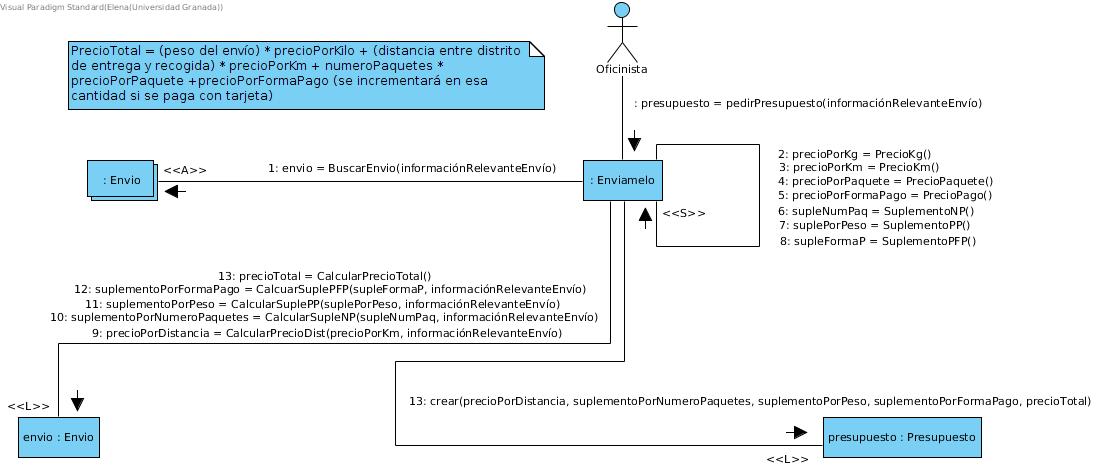 Visual Paradigm Standard(Elena(Universidad Granada))
PrecioTotal = (peso del envío) * precioPorKilo + (distancia entre distrito
de entrega y recogida) * precioPorKm + numeroPaquetes *
precioPorPaquete +precioPorFormaPago (se incrementará en esa
cantidad si se paga con tarjeta)
Oficinista
: presupuesto = pedirPresupuesto(informaciónRelevanteEnvío)
: Envio
<<A>>
1: envio = BuscarEnvio(informaciónRelevanteEnvío)
: Enviamelo
<<S>>
2: precioPorKg = PrecioKg()
3: precioPorKm = PrecioKm()
4: precioPorPaquete = PrecioPaquete()
5: precioPorFormaPago = PrecioPago()
6: supleNumPaq = SuplementoNP()
7: suplePorPeso = SuplementoPP()
8: supleFormaP = SuplementoPFP()
13: precioTotal = CalcularPrecioTotal()
12: suplementoPorFormaPago = CalcuarSuplePFP(supleFormaP, informaciónRelevanteEnvío)
11: suplementoPorPeso = CalcularSuplePP(suplePorPeso, informaciónRelevanteEnvío)
10: suplementoPorNumeroPaquetes = CalcularSupleNP(supleNumPaq, informaciónRelevanteEnvío)
9: precioPorDistancia = CalcularPrecioDist(precioPorKm, informaciónRelevanteEnvío)
<<L>>
envio : Envio
13: crear(precioPorDistancia, suplementoPorNumeroPaquetes, suplementoPorPeso, suplementoPorFormaPago, precioTotal)
presupuesto : Presupuesto
<<L>>